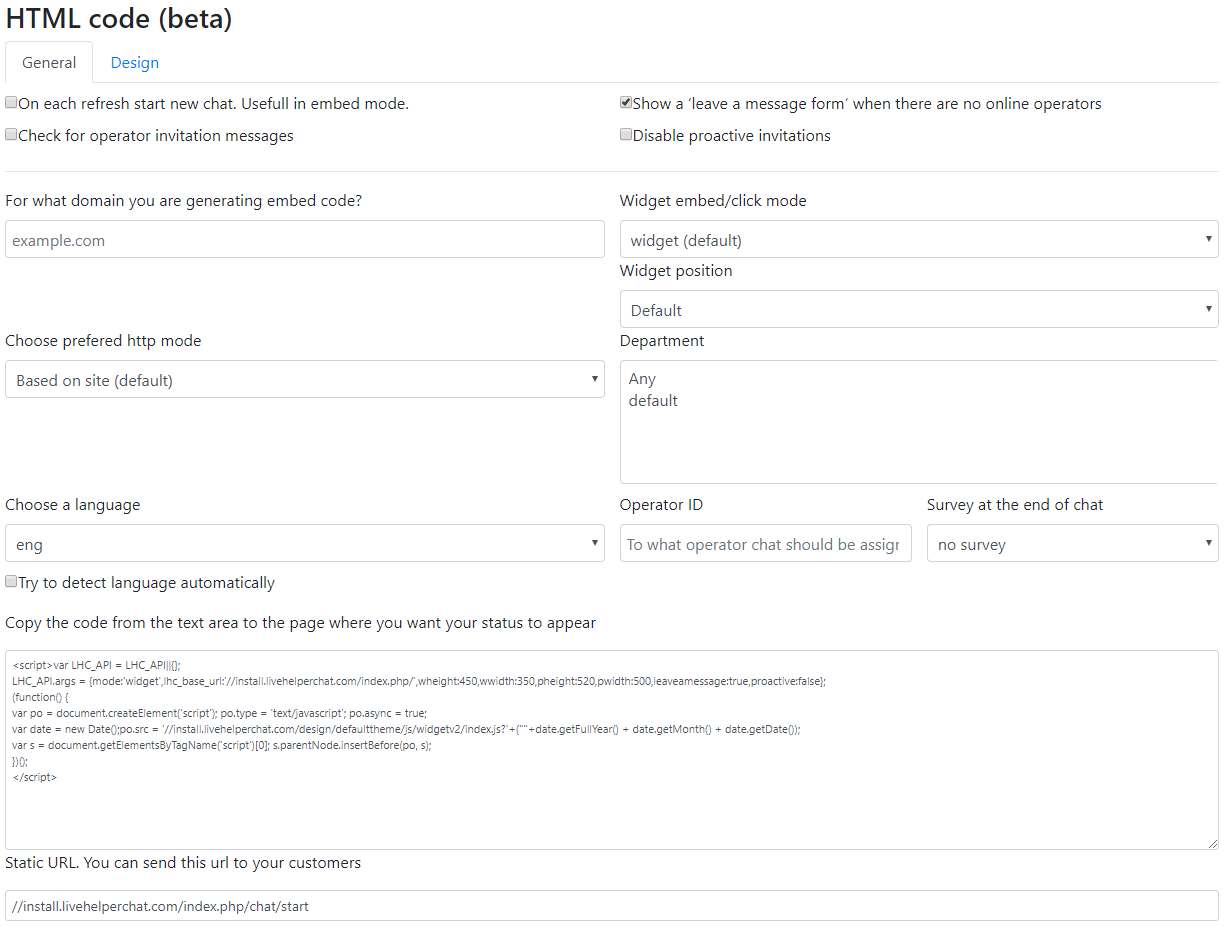 HTML code (beta)
General
Design
On each refresh start new chat. Usefull in embed mode.
Show a ‘leave a message form’ when there are no online operators
Check for operator invitation messages
Disable proactive invitations
For what domain you are generating embed code?
Widget embed/click mode
example.com
widget (default)
Widget position
Default
Choose prefered http mode
Department
Based on site (default)
Any
default
Choose a language
Operator ID
Survey at the end of chat
eng
To what operator chat should be assigr
no survey
Try to detect language automatically
Copy the code from the text area to the page where you want your status to appear
<script>var LHC_API = LHC_API||{};
LHC_API.args = {mode:'widget',lhc_base_url:'//install.livehelperchat.com/index.php/',wheight:450,wwidth:350,pheight:520,pwidth:500,leaveamessage:true,proactive:false};
(function() {
var po = document.createElement('script'); po.type = 'text/javascript'; po.async = true;
var date = new Date();po.src = '//install.livehelperchat.com/design/defaulttheme/js/widgetv2/index.js?'+(""+date.getFullYear() + date.getMonth() + date.getDate());
var s = document.getElementsByTagName('script')[0]; s.parentNode.insertBefore(po, s);
})();
</script>
Static URL. You can send this url to your customers
//install.livehelperchat.com/index.php/chat/start